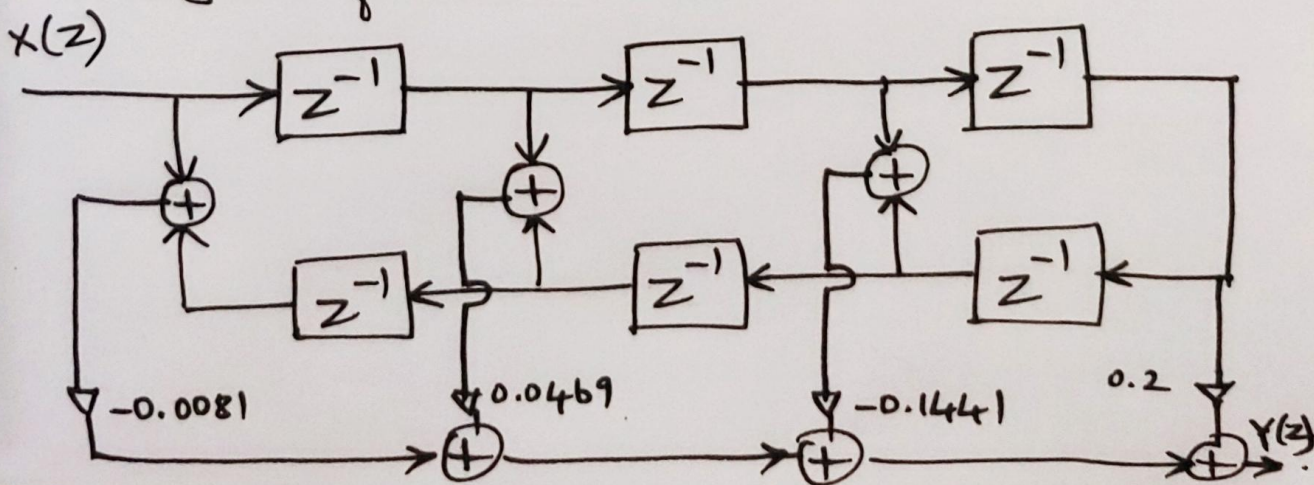 X(Z)
z⁻¹ z⁻¹ z⁻¹
+ + +
z⁻¹ z⁻¹ z⁻¹
-0.0081 0.0469 -0.1441 0.2
+ + + Y(Z)